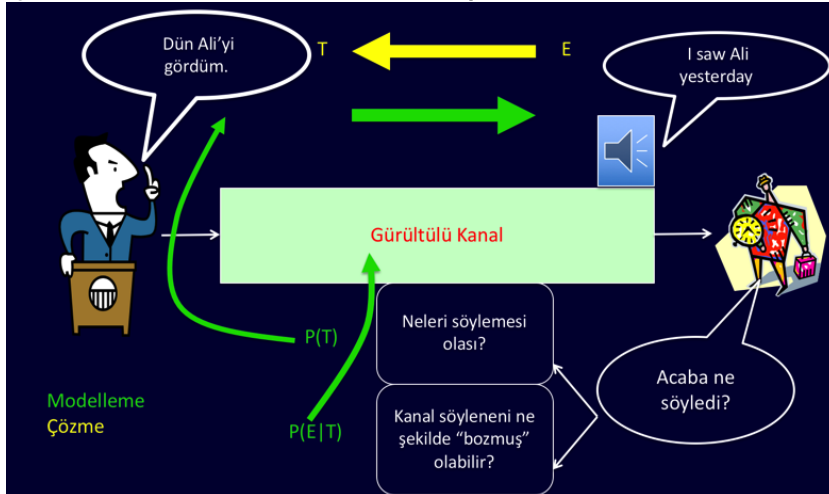 Dün Ali’yi
gördüm.
T
E
I saw Ali
yesterday
Gürültülü Kanal
P(T)
Neleri söylemesi
olası?
Acaba ne
söyledi?
Modelleme
Çözme
P(E|T)
Kanal söyleneni ne
şekilde “bozmuş”
olabilir?